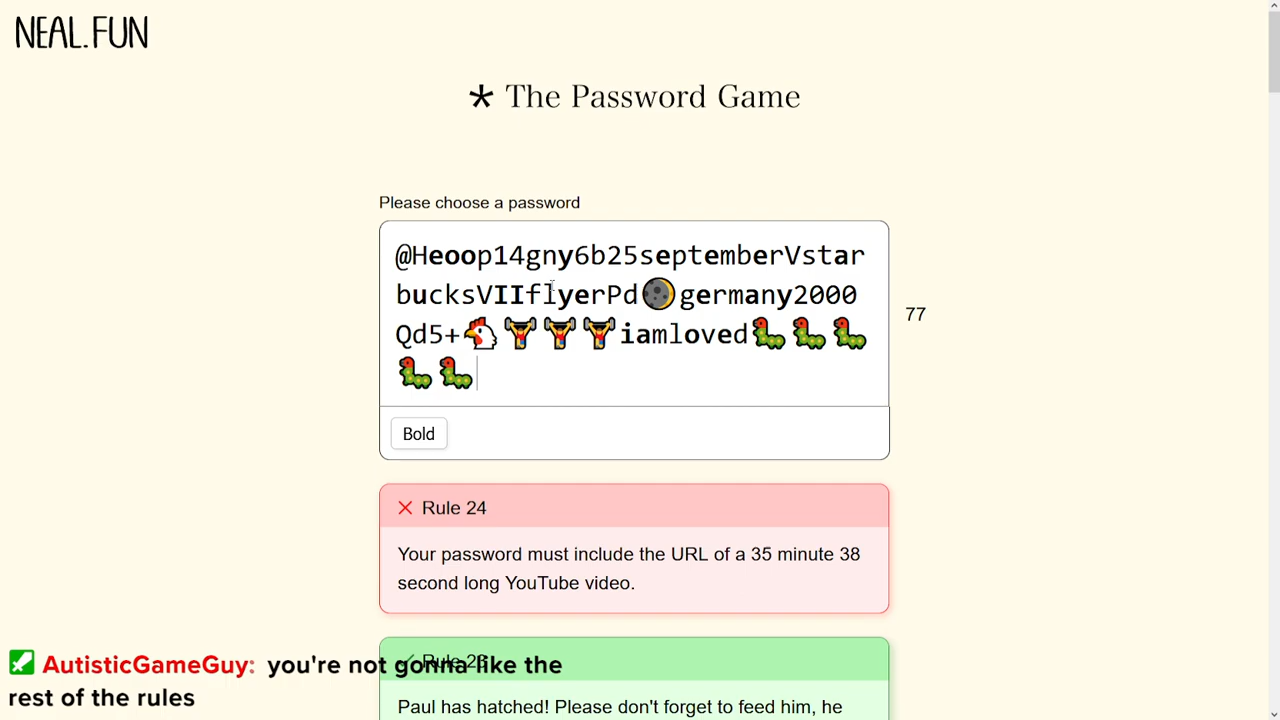 NEAL.FUN
* The Password Game
Please choose a password
@Heoop14gny6b25septemberVstar
bucksVIIflyerPd🌒germany2000
Qd5+🐔🏋️🏋️🏋️iamloved🐛🐛🐛
🐛🐛
77
Bold
Rule 24
Your password must include the URL of a 35 minute 38
second long YouTube video.
Paul has hatched! Please don't forget to feed him, he
AutisticGameGuy: you're not gonna like the
rest of the rules